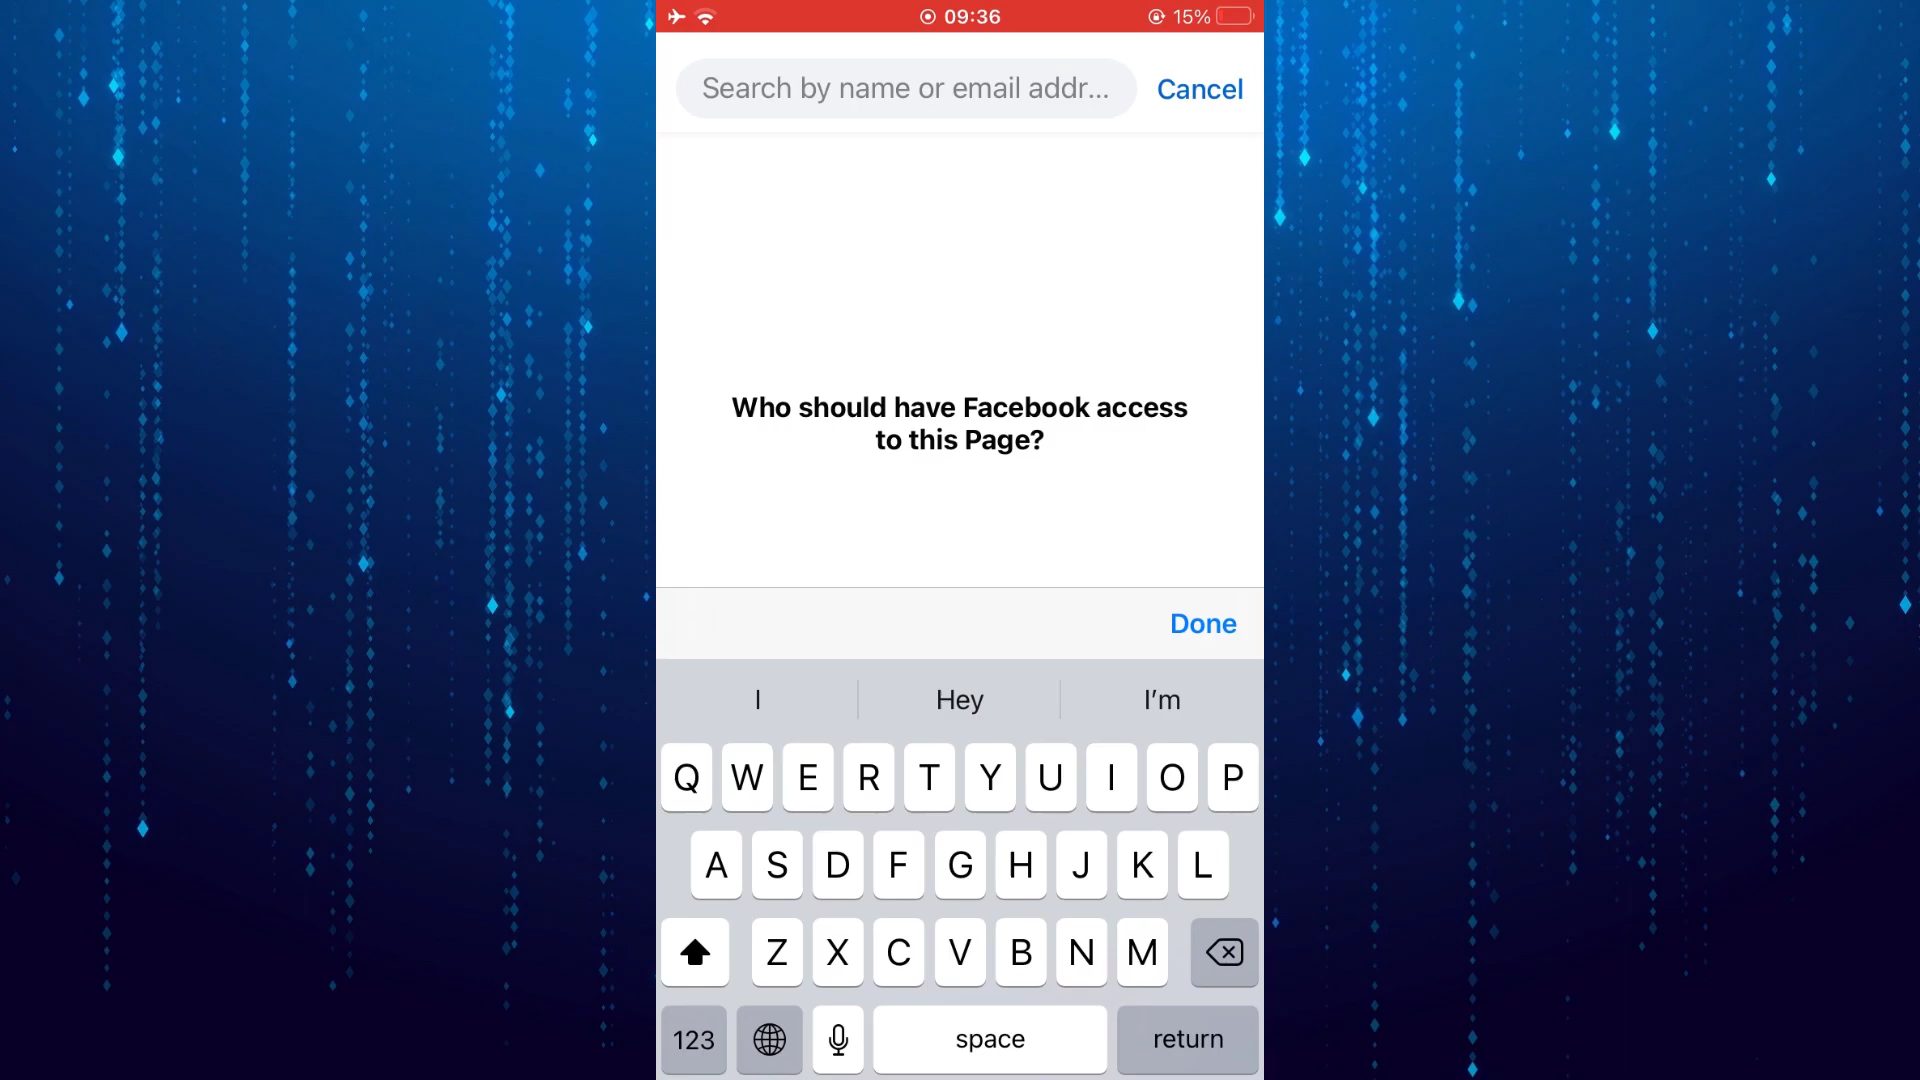 09:36
15%
Search by name or email addr...
Cancel
Who should have Facebook access
to this Page?
Done
I
Hey
I’m
Q W E R T Y U I O P
A S D F G H J K L
Z X C V B N M
123
space
return